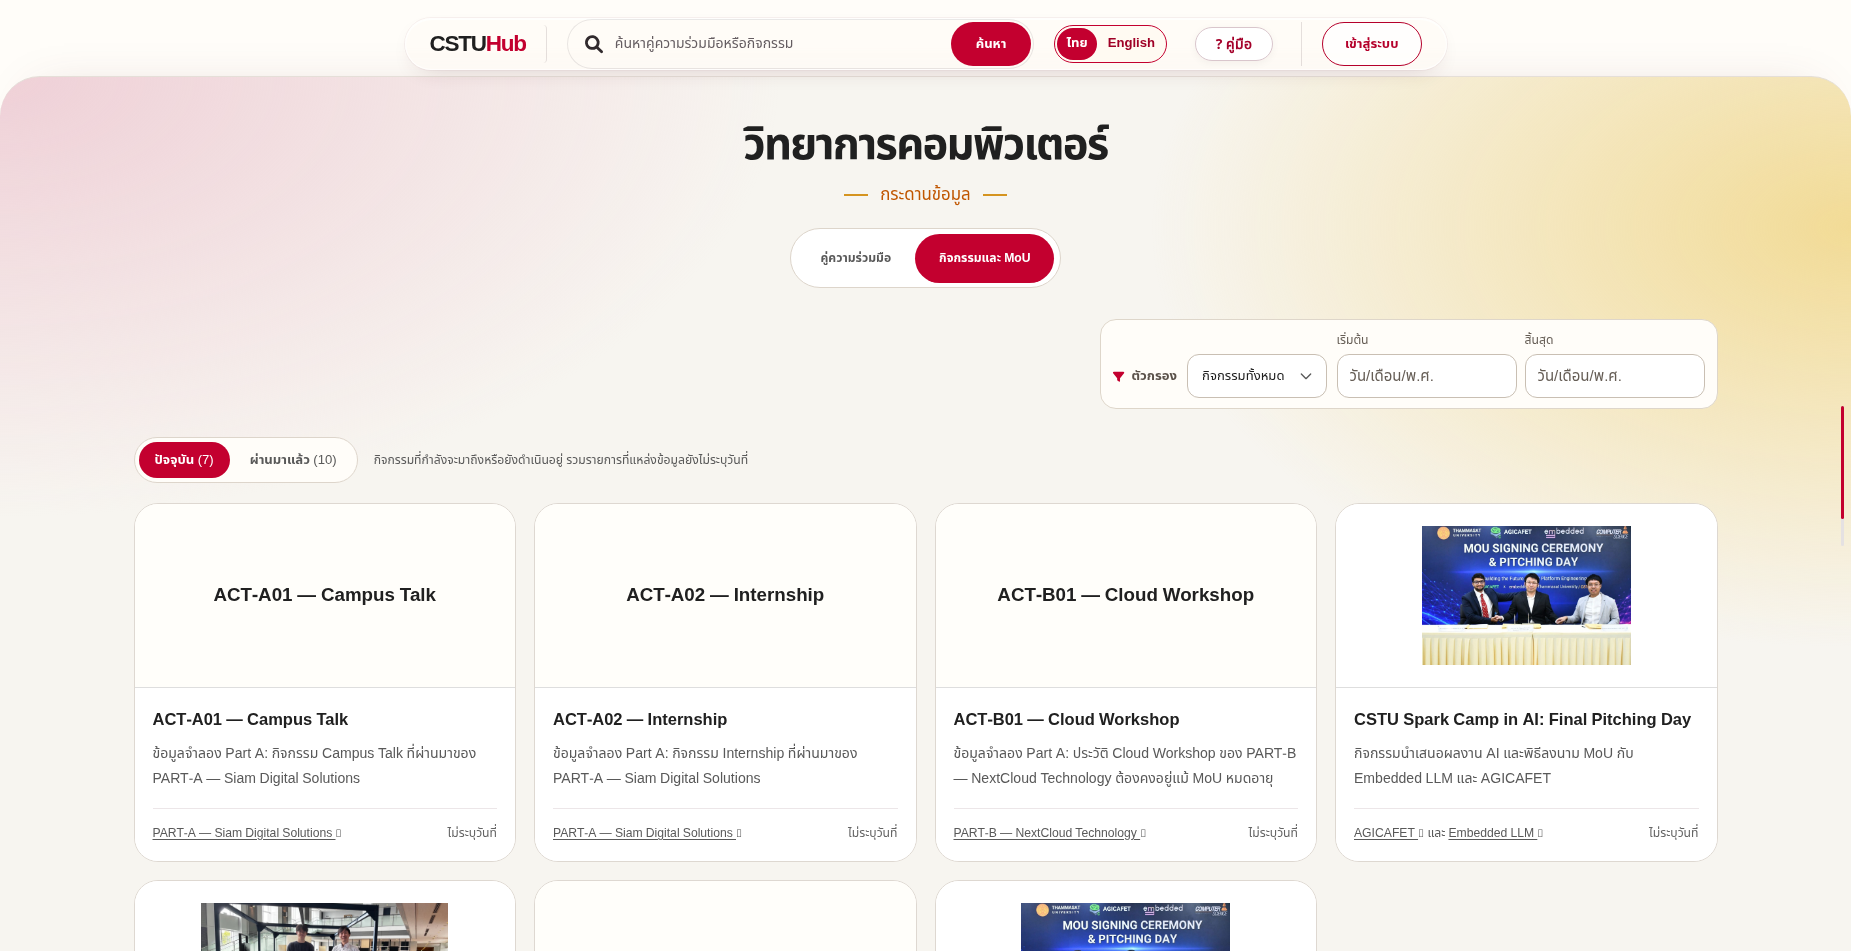 CSTUHub
ค้นหาคู่ความร่วมมือหรือกิจกรรม
ค้นหา
ไทย English
? คู่มือ
เข้าสู่ระบบ
วิทยาการคอมพิวเตอร์
กระดานข้อมูล
คู่ความร่วมมือ กิจกรรมและ MoU
เริ่มต้น สิ้นสุด
ตัวกรอง กิจกรรมทั้งหมด วัน/เดือน/พ.ศ. วัน/เดือน/พ.ศ.
ปัจจุบัน (7) ผ่านมาแล้ว (10) กิจกรรมที่กำลังจะมาถึงหรือยังดำเนินอยู่ รวมรายการที่แหล่งข้อมูลยังไม่ระบุวันที่
ACT-A01 — Campus Talk
ACT-A01 — Campus Talk
ข้อมูลจำลอง Part A: กิจกรรม Campus Talk ที่ผ่านมาของ
PART-A — Siam Digital Solutions
PART-A — Siam Digital Solutions ไม่ระบุวันที่
ACT-A02 — Internship
ACT-A02 — Internship
ข้อมูลจำลอง Part A: กิจกรรม Internship ที่ผ่านมาของ
PART-A — Siam Digital Solutions
PART-A — Siam Digital Solutions ไม่ระบุวันที่
ACT-B01 — Cloud Workshop
ACT-B01 — Cloud Workshop
ข้อมูลจำลอง Part A: ประวัติ Cloud Workshop ของ PART-B
— NextCloud Technology ต้องคงอยู่แม้ MoU หมดอายุ
PART-B — NextCloud Technology ไม่ระบุวันที่
THAMMASAT UNIVERSITY AGICAFET embedded COMPUTER SCIENCE
MOU SIGNING CEREMONY
& PITCHING DAY
CSTU Spark Camp in AI: Final Pitching Day
กิจกรรมนำเสนอผลงาน AI และพิธีลงนาม MoU กับ
Embedded LLM และ AGICAFET
AGICAFET และ Embedded LLM ไม่ระบุวันที่
THAMMASAT UNIVERSITY AGICAFET embedded COMPUTER SCIENCE
MOU SIGNING CEREMONY
& PITCHING DAY